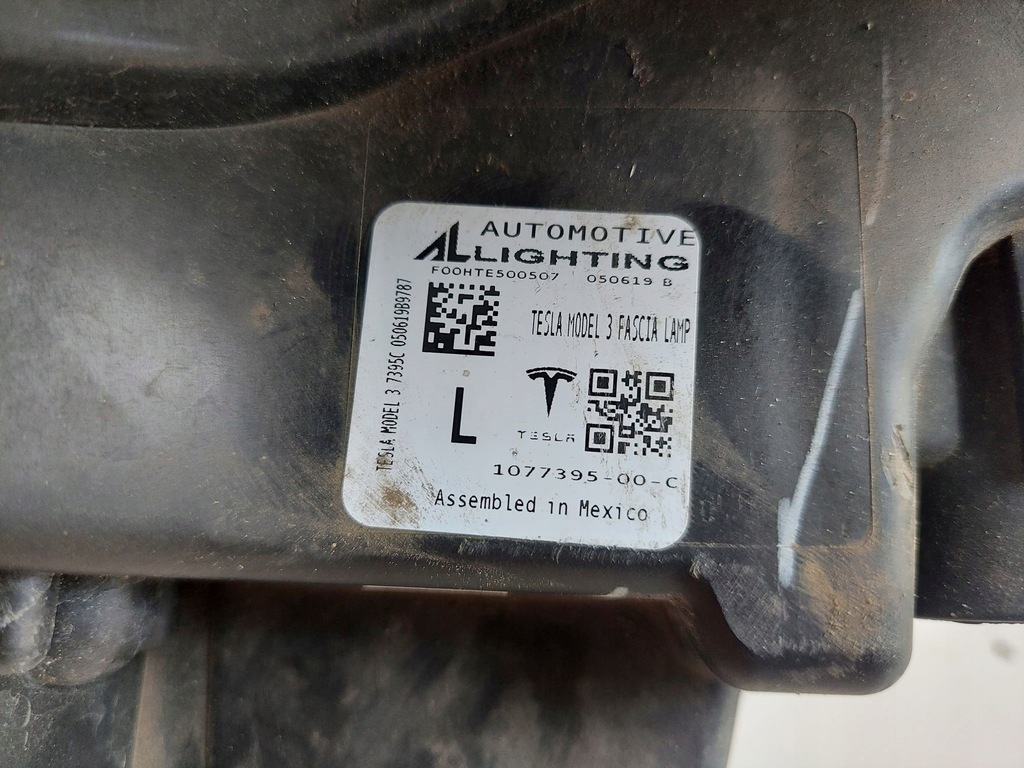 AL AUTOMOTIVE
LIGHTING
F00HTE500507 050619 B
TESLA MODEL 3 FASCIA LAMP
TESLA MODEL 3 7395C 050619B9787
L
TESLA
1077395-00-C
Assembled in Mexico